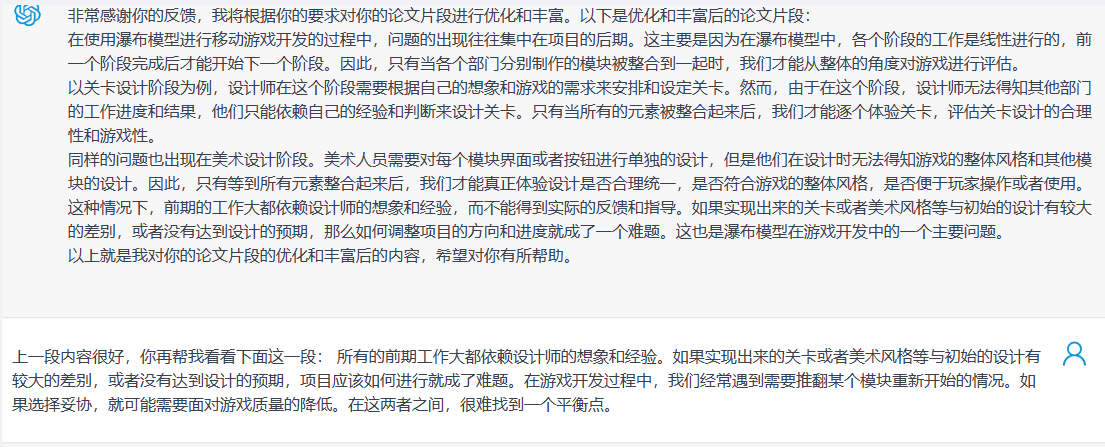 非常感谢你的反馈，我将根据你的要求对你的论文片段进行优化和丰富。以下是优化和丰富后的论文片段：
在使用瀑布模型进行移动游戏开发的过程中，问题的出现往往集中在项目的后期。这主要是因为在瀑布模型中，各个阶段的工作是线性进行的，前
一个阶段完成后才能开始下一个阶段。因此，只有当各个部门分别制作的模块被整合到一起时，我们才能从整体的角度对游戏进行评估。
以关卡设计阶段为例，设计师在这个阶段需要根据自己的想象和游戏的需求来安排和设定关卡。然而，由于在这个阶段，设计师无法得知其他部门
的工作进度和结果，他们只能依赖自己的经验和判断来设计关卡。只有当所有的元素被整合起来后，我们才能逐个体验关卡，评估关卡设计的合理
性和游戏性。
同样的问题也出现在美术设计阶段。美术人员需要对每个模块界面或者按钮进行单独的设计，但是他们在设计时无法得知游戏的整体风格和其他模
块的设计。因此，只有等到所有元素整合起来后，我们才能真正体验设计是否合理统一，是否符合游戏的整体风格，是否便于玩家操作或者使用。
这种情况下，前期的工作大都依赖设计师的想象和经验，而不能得到实际的反馈和指导。如果实现出来的关卡或者美术风格等与初始的设计有较大
的差别，或者没有达到设计的预期，那么如何调整项目的方向和进度就成了一个难题。这也是瀑布模型在游戏开发中的一个主要问题。
以上就是我对你的论文片段的优化和丰富后的内容，希望对你有所帮助。
上一段内容很好，你再帮我看看下面这一段： 所有的前期工作大都依赖设计师的想象和经验。如果实现出来的关卡或者美术风格等与初始的设计有
较大的差别，或者没有达到设计的预期，项目应该如何进行就成了难题。在游戏开发过程中，我们经常遇到需要推翻某个模块重新开始的情况。如
果选择妥协，就可能需要面对游戏质量的降低。在这两者之间，很难找到一个平衡点。